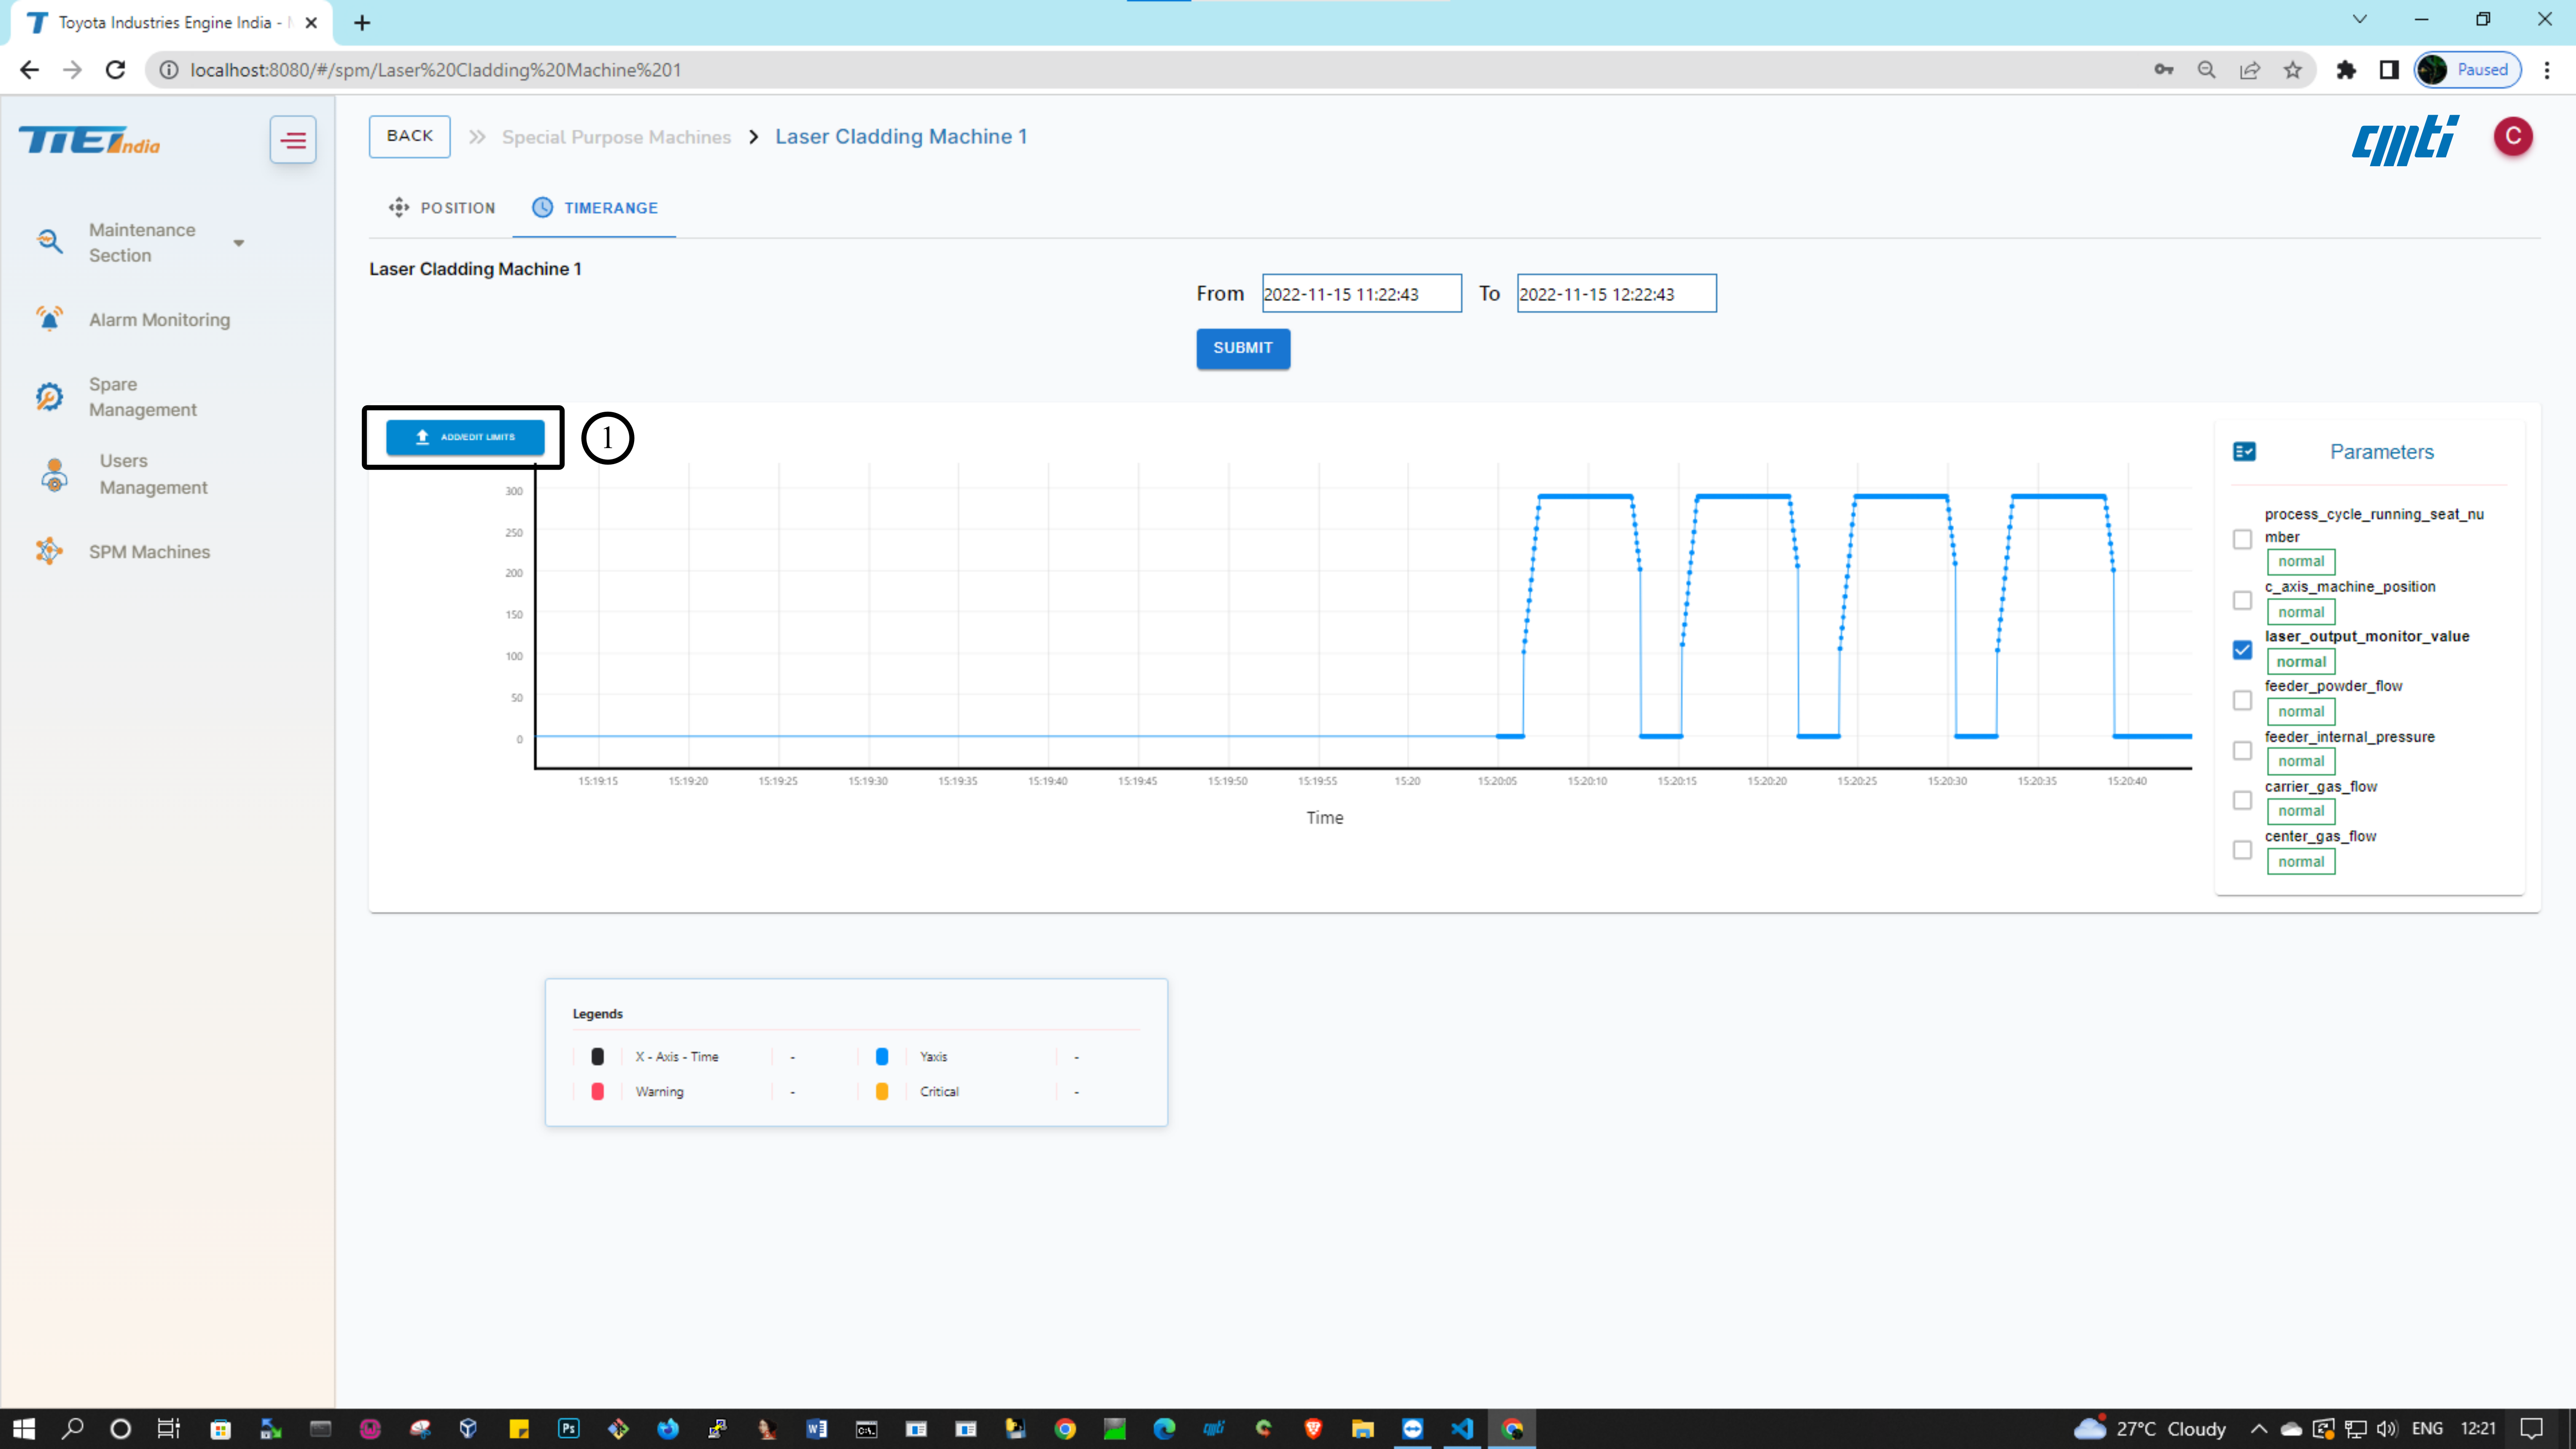 Toyota Industries Engine India - M
localhost:8080/#/spm/Laser%20Cladding%20Machine%201
Paused
TIEI India
BACK
Special Purpose Machines
Laser Cladding Machine 1
cmti
C
POSITION
TIMERANGE
Maintenance
Section
Alarm Monitoring
Spare
Management
Users
Management
SPM Machines
Laser Cladding Machine 1
From 2022-11-15 11:22:43 To 2022-11-15 12:22:43
SUBMIT
ADD/EDIT LIMITS
1
300
250
200
150
100
50
0
15:19:15 15:19:20 15:19:25 15:19:30 15:19:35 15:19:40 15:19:45 15:19:50 15:19:55 15:20 15:20:05 15:20:10 15:20:15 15:20:20 15:20:25 15:20:30 15:20:35 15:20:40
Time
Parameters
process_cycle_running_seat_nu
mber
normal
c_axis_machine_position
normal
laser_output_monitor_value
normal
feeder_powder_flow
normal
feeder_internal_pressure
normal
carrier_gas_flow
normal
center_gas_flow
normal
Legends
X - Axis - Time - Yaxis -
Warning - Critical -
27°C Cloudy
ENG
12:21